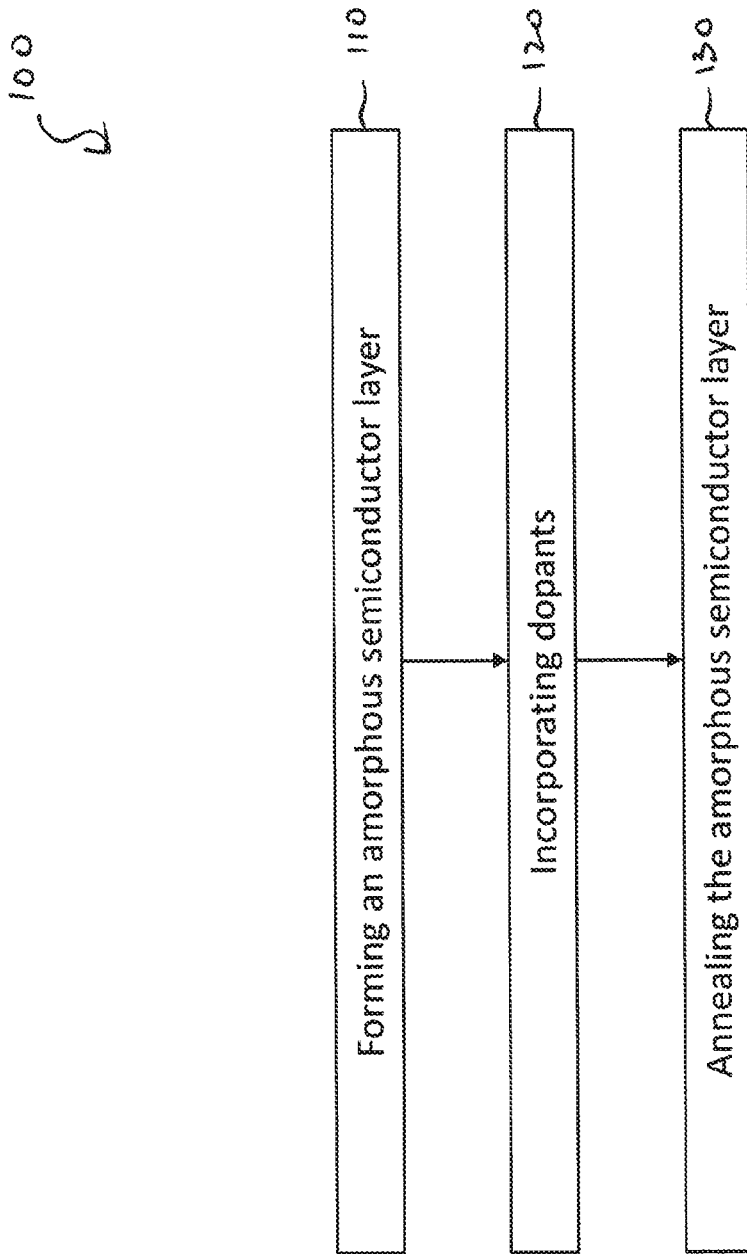 100
Forming an amorphous semiconductor layer
110
Incorporating dopants
120
Annealing the amorphous semiconductor layer
130